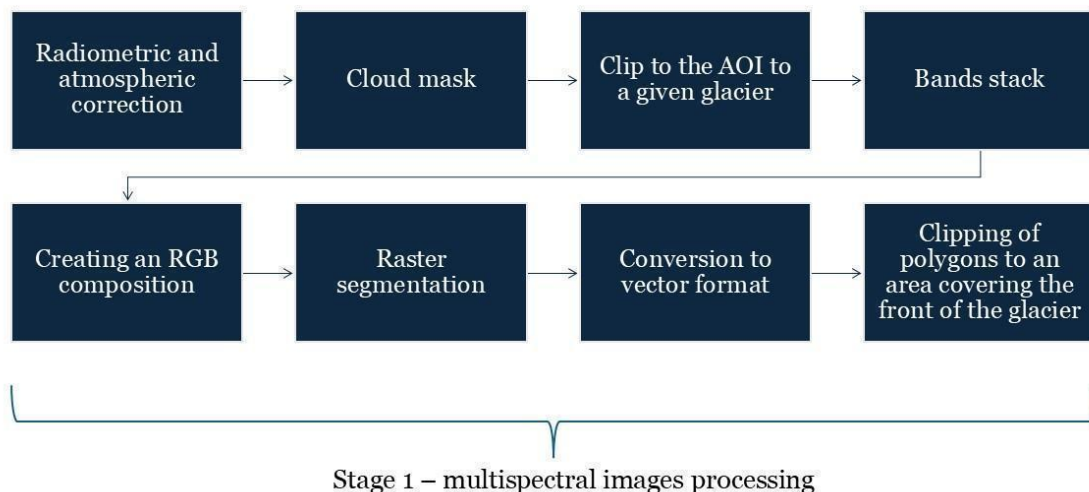 Radiometric and
atmospheric
correction
Cloud mask
Clip to the AOI to
a given glacier
Bands stack
Creating an RGB
composition
Raster
segmentation
Conversion to
vector format
Clipping of
polygons to an
area covering the
front of the glacier
Stage 1 – multispectral images processing